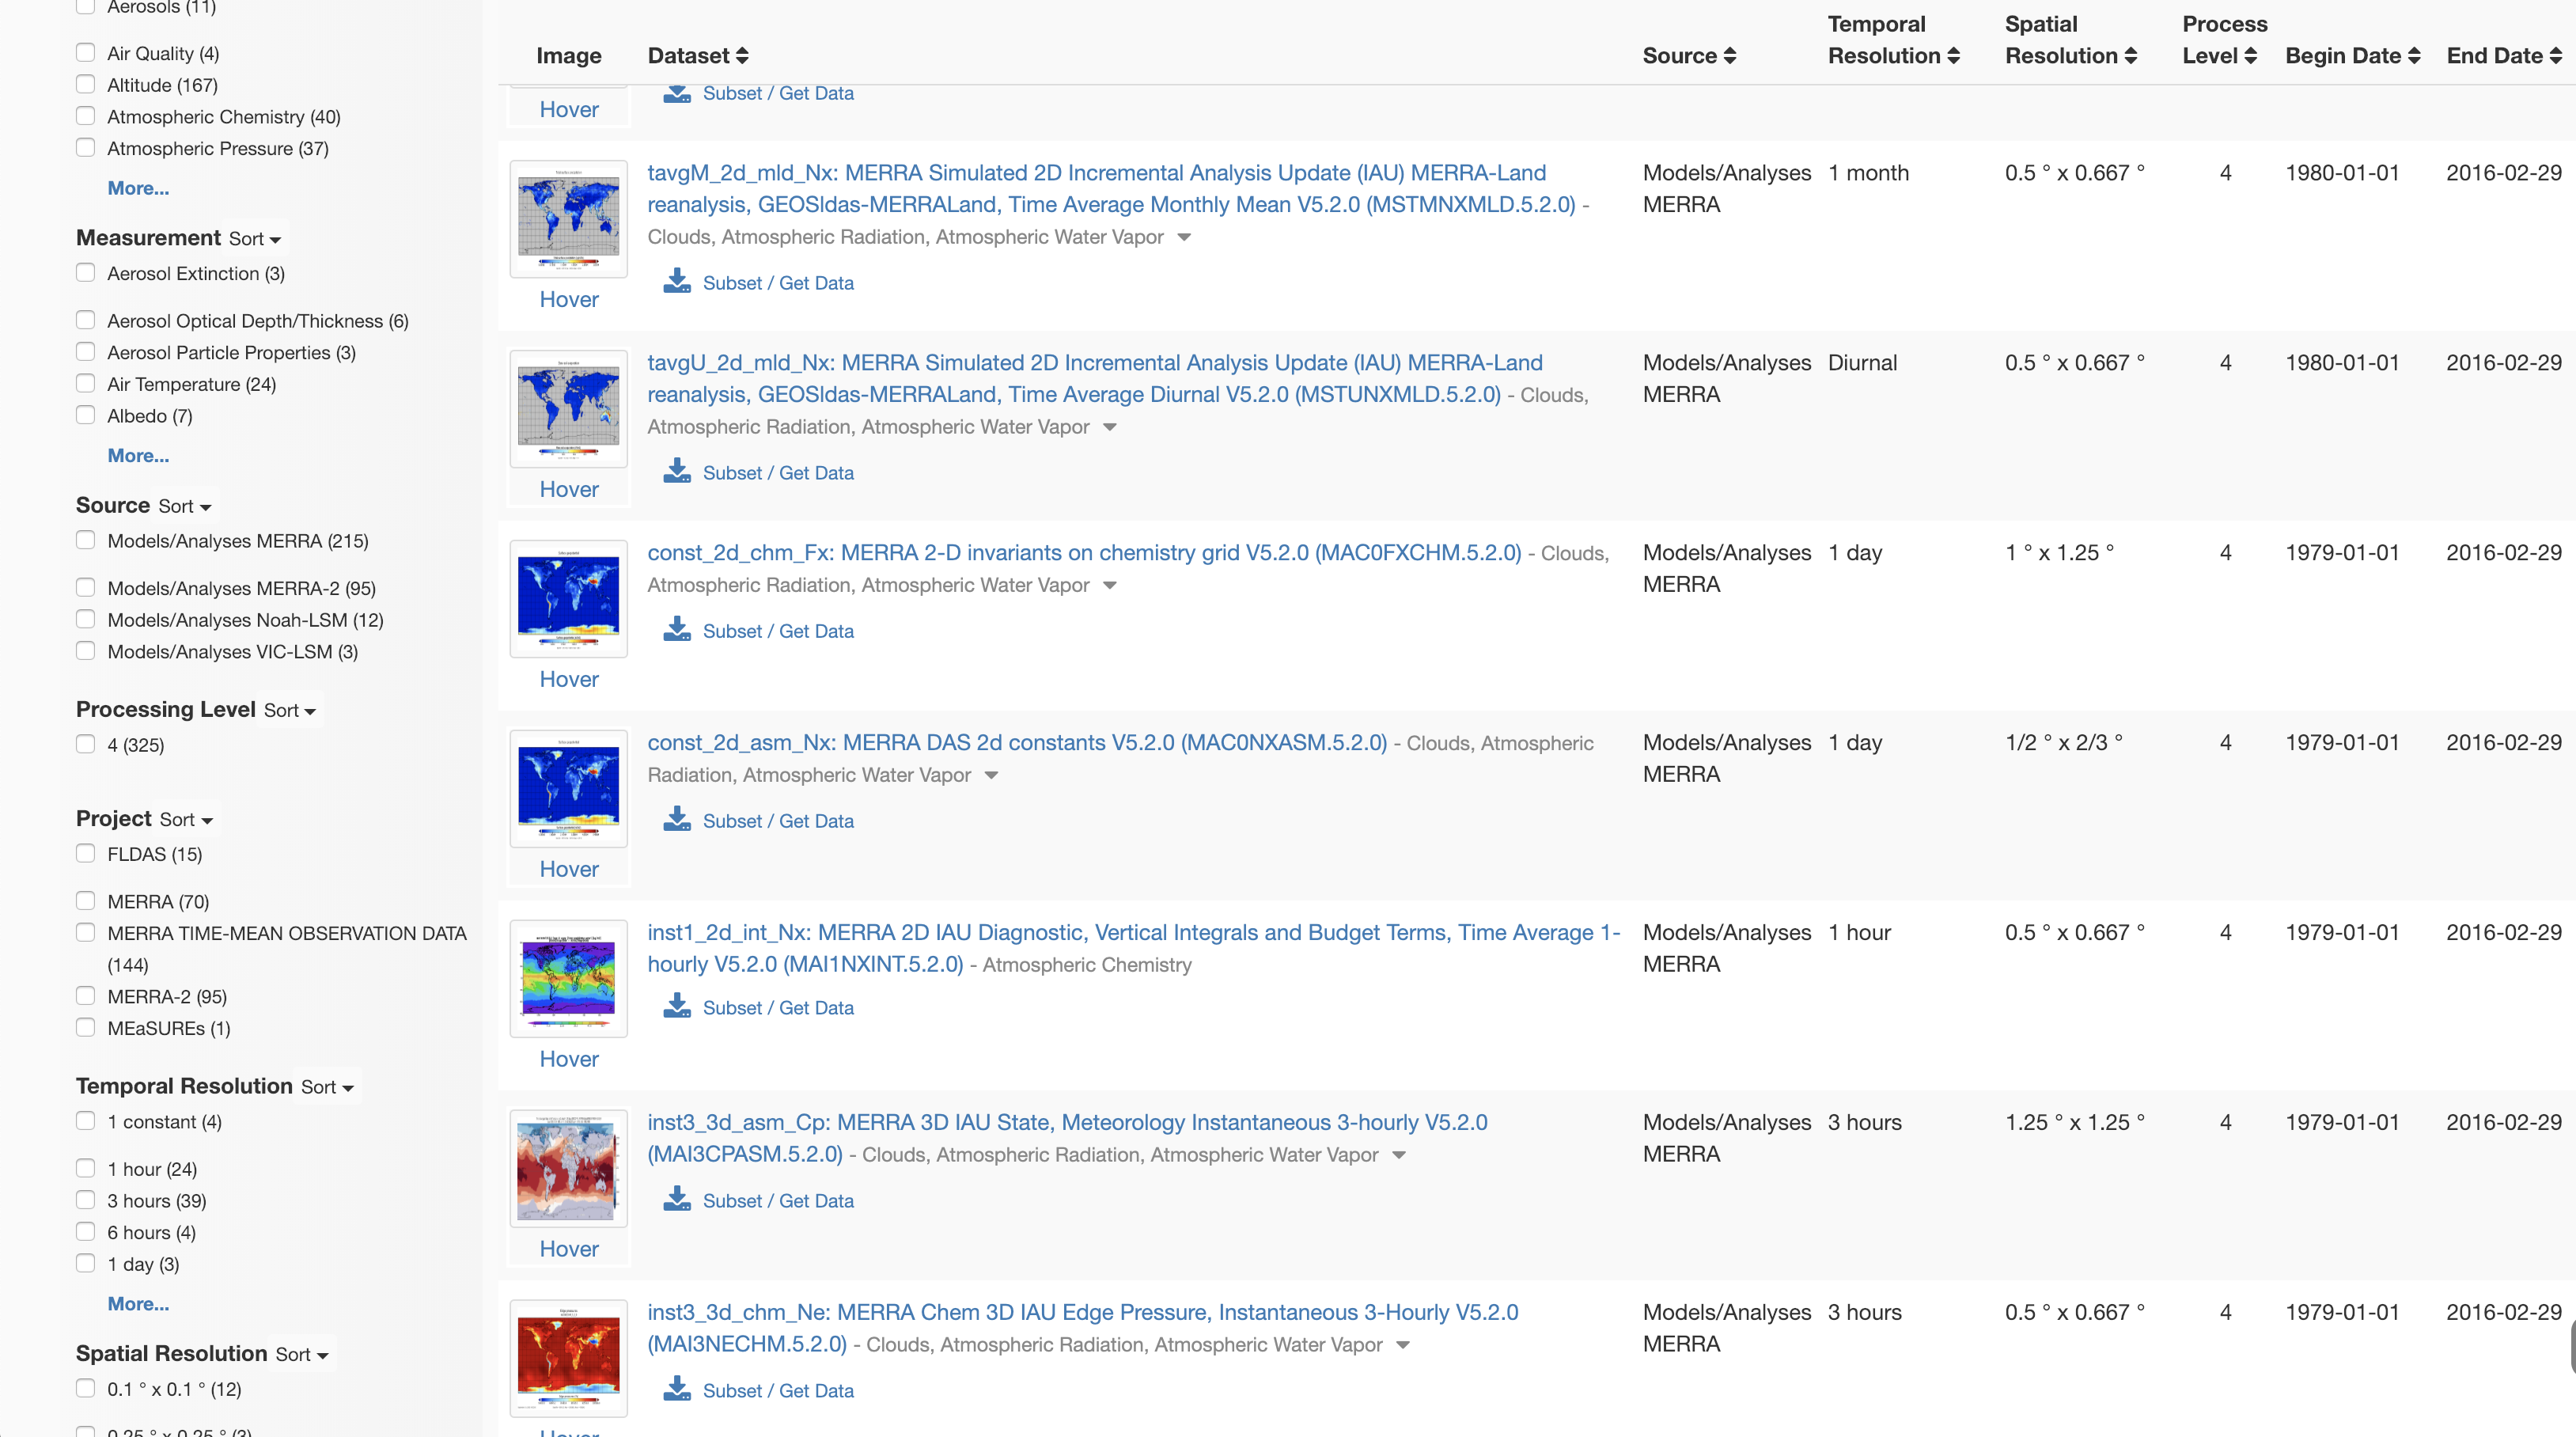 Aerosols (11)
Air Quality (4)
Altitude (167)
Atmospheric Chemistry (40)
Atmospheric Pressure (37)
More...
Measurement Sort
Aerosol Extinction (3)
Aerosol Optical Depth/Thickness (6)
Aerosol Particle Properties (3)
Air Temperature (24)
Albedo (7)
More...
Source Sort
Models/Analyses MERRA (215)
Models/Analyses MERRA-2 (95)
Models/Analyses Noah-LSM (12)
Models/Analyses VIC-LSM (3)
Processing Level Sort
4 (325)
Project Sort
FLDAS (15)
MERRA (70)
MERRA TIME-MEAN OBSERVATION DATA
(144)
MERRA-2 (95)
MEaSUREs (1)
Temporal Resolution Sort
1 constant (4)
1 hour (24)
3 hours (39)
6 hours (4)
1 day (3)
More...
Spatial Resolution Sort
0.1 ° x 0.1 ° (12)
0.25 ° x 0.25 ° (3)
Image
Dataset
Source
Temporal
Resolution
Spatial
Resolution
Process
Level
Begin Date
End Date
Hover
Subset / Get Data
tavgM_2d_mld_Nx: MERRA Simulated 2D Incremental Analysis Update (IAU) MERRA-Land
reanalysis, GEOSldas-MERRALand, Time Average Monthly Mean V5.2.0 (MSTMNXMLD.5.2.0) -
Clouds, Atmospheric Radiation, Atmospheric Water Vapor
Subset / Get Data
Hover
Models/Analyses
MERRA
1 month
0.5 ° x 0.667 °
4
1980-01-01
2016-02-29
tavgU_2d_mld_Nx: MERRA Simulated 2D Incremental Analysis Update (IAU) MERRA-Land
reanalysis, GEOSldas-MERRALand, Time Average Diurnal V5.2.0 (MSTUNXMLD.5.2.0) - Clouds,
Atmospheric Radiation, Atmospheric Water Vapor
Subset / Get Data
Hover
Models/Analyses
MERRA
Diurnal
0.5 ° x 0.667 °
4
1980-01-01
2016-02-29
const_2d_chm_Fx: MERRA 2-D invariants on chemistry grid V5.2.0 (MAC0FXCHM.5.2.0) - Clouds,
Atmospheric Radiation, Atmospheric Water Vapor
Subset / Get Data
Hover
Models/Analyses
MERRA
1 day
1 ° x 1.25 °
4
1979-01-01
2016-02-29
const_2d_asm_Nx: MERRA DAS 2d constants V5.2.0 (MAC0NXASM.5.2.0) - Clouds, Atmospheric
Radiation, Atmospheric Water Vapor
Subset / Get Data
Hover
Models/Analyses
MERRA
1 day
1/2 ° x 2/3 °
4
1979-01-01
2016-02-29
inst1_2d_int_Nx: MERRA 2D IAU Diagnostic, Vertical Integrals and Budget Terms, Time Average 1-
hourly V5.2.0 (MAI1NXINT.5.2.0) - Atmospheric Chemistry
Subset / Get Data
Hover
Models/Analyses
MERRA
1 hour
0.5 ° x 0.667 °
4
1979-01-01
2016-02-29
inst3_3d_asm_Cp: MERRA 3D IAU State, Meteorology Instantaneous 3-hourly V5.2.0
(MAI3CPASM.5.2.0) - Clouds, Atmospheric Radiation, Atmospheric Water Vapor
Subset / Get Data
Hover
Models/Analyses
MERRA
3 hours
1.25 ° x 1.25 °
4
1979-01-01
2016-02-29
inst3_3d_chm_Ne: MERRA Chem 3D IAU Edge Pressure, Instantaneous 3-Hourly V5.2.0
(MAI3NECHM.5.2.0) - Clouds, Atmospheric Radiation, Atmospheric Water Vapor
Subset / Get Data
Hover
Models/Analyses
MERRA
3 hours
0.5 ° x 0.667 °
4
1979-01-01
2016-02-29